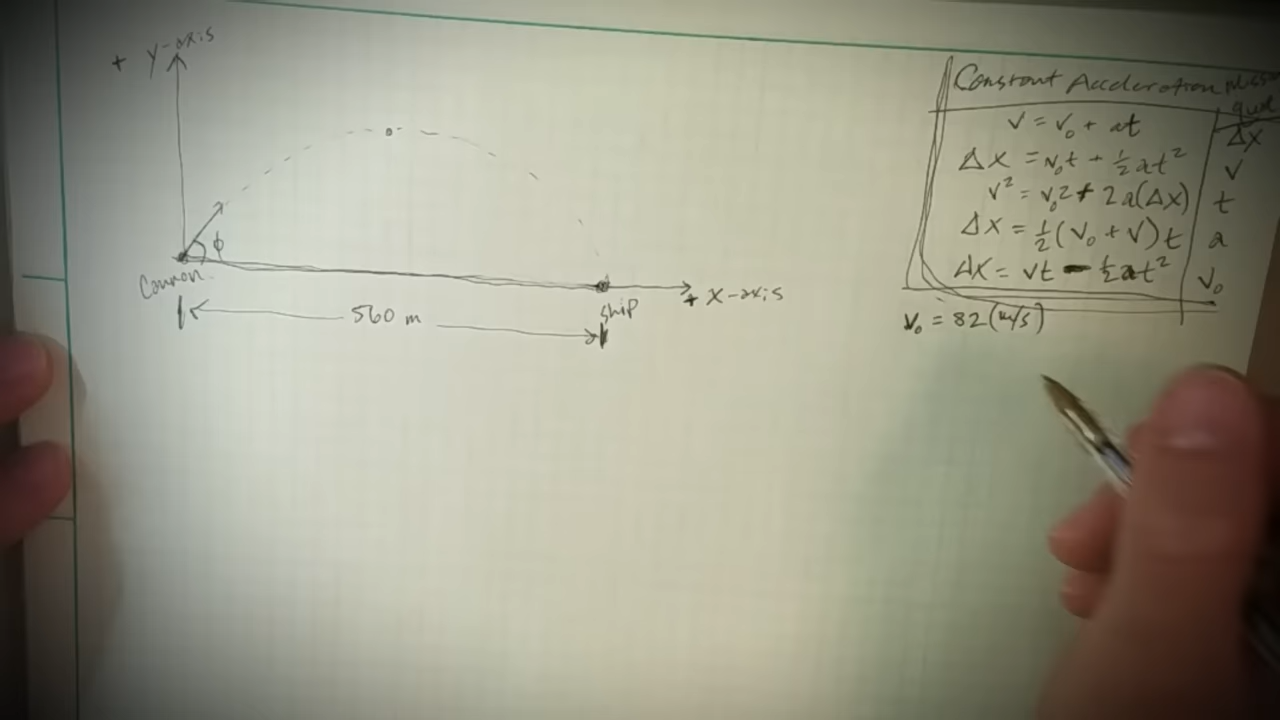 + y-axis
φ
Cannon
560 m
ship
+ x-axis
Constant Acceleration
v = v₀ + at
Δx
Δx = v₀t + ½at²
v
v² = v₀2 + 2a(Δx)
t
Δx = ½(v₀ + v)t
a
Δx = vt - ½at²
v₀
v₀ = 82 (m/s)